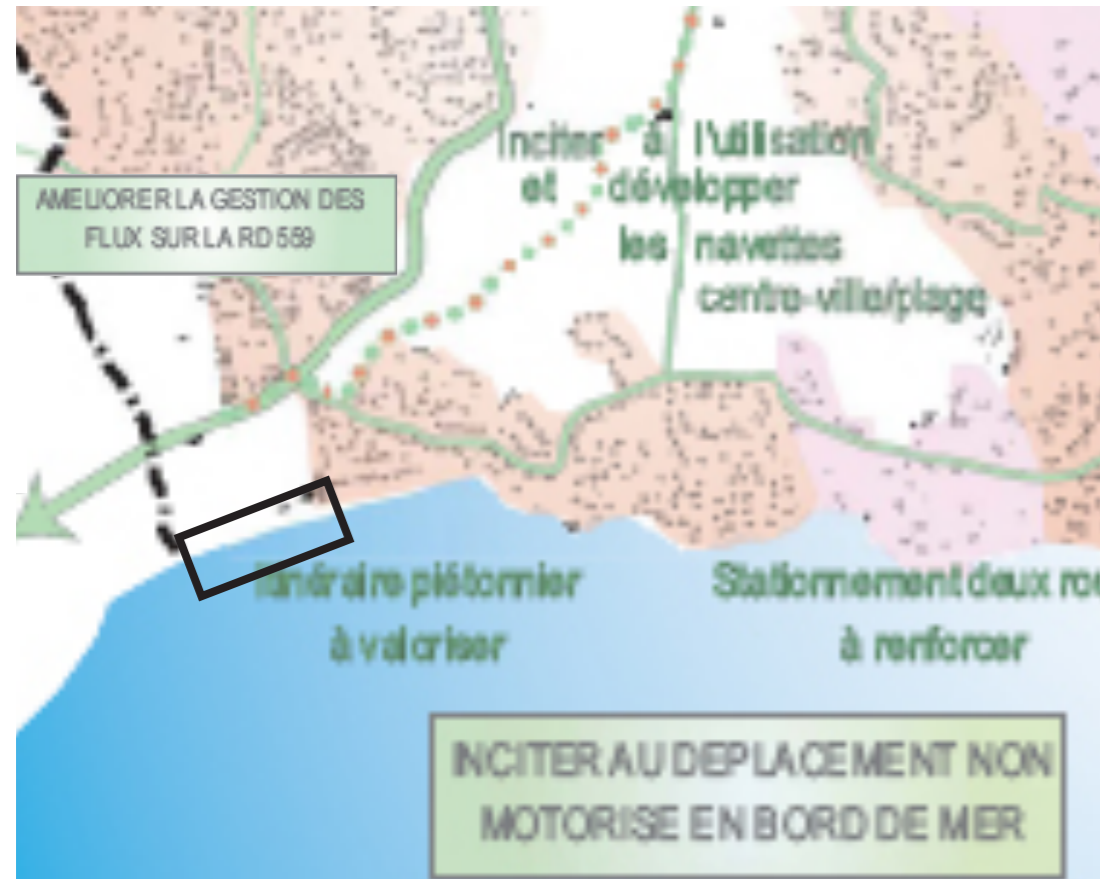 Inciter à l'utilisation
et développer
les navettes
centre-ville/plage
AMELIORER LA GESTION DES
FLUX SUR LA RD 559
Itinéraire piétonnier
à valoriser
Stationnement deux rou
à renforcer
INCITER AU DEPLACEMENT NON
MOTORISE EN BORD DE MER